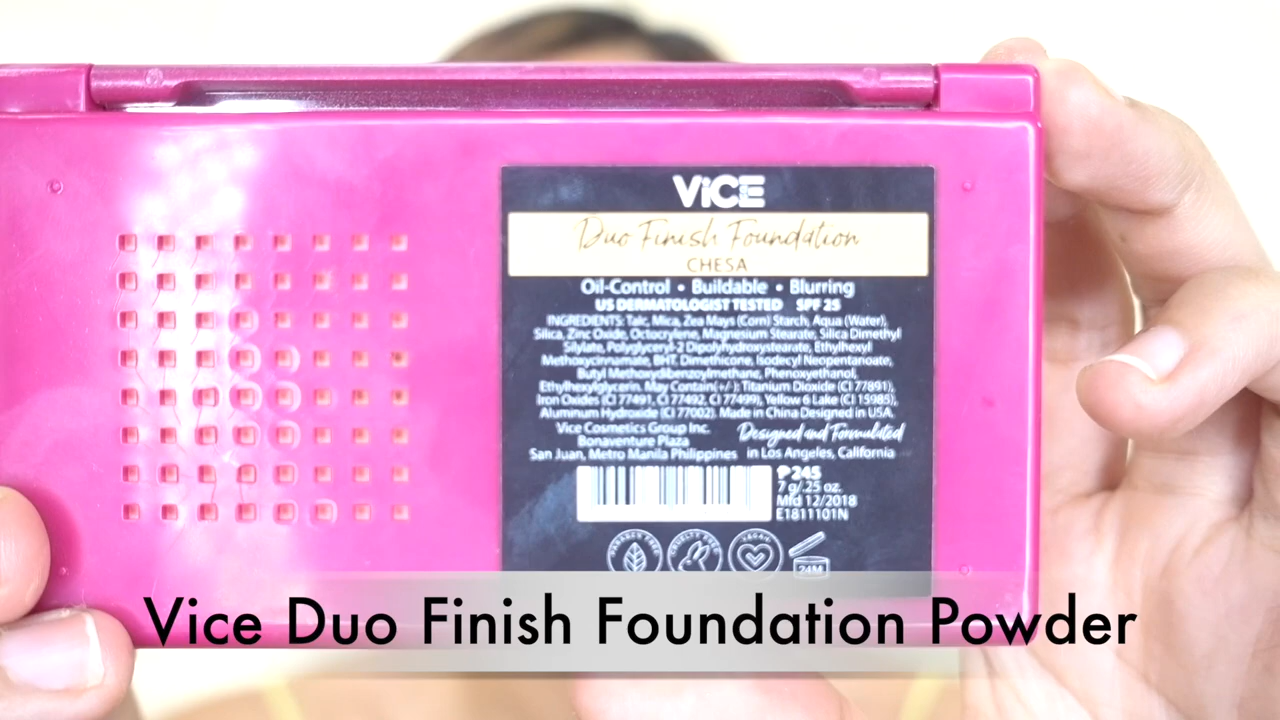 ViCE
Duo Finish Foundation
CHESA
Oil-Control • Buildable • Blurring
US DERMATOLOGIST TESTED SPF 25
INGREDIENTS: Talc, Mica, Zea Mays (Corn) Starch, Aqua (Water),
Silica, Zinc Oxide, Octocrylene, Magnesium Stearate, Silica Dimethyl
Silylate, Polyglyceryl-2 Dipolyhydroxystearate, Ethylhexyl
Methoxycinnamate, BHT, Dimethicone, Isodecyl Neopentanoate,
Butyl Methoxydibenzoylmethane, Phenoxyethanol,
Ethylhexylglycerin. May Contain(+/-): Titanium Dioxide (CI 77891),
Iron Oxides (CI 77491, CI 77492, CI 77499), Yellow 6 Lake (CI 15985),
Aluminum Hydroxide (CI 77002). Made in China Designed in USA.
Vice Cosmetics Group Inc.
Bonaventure Plaza
San Juan, Metro Manila Philippines
Designed and Formulated
in Los Angeles, California
₱245
7 g/.25 oz.
Mfd 12/2018
E1811101N
PARABEN FREE
CRUELTY FREE
VEGAN
24M
Vice Duo Finish Foundation Powder